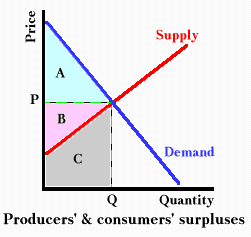 Price
Supply
A
P
B
C
Demand
Q
Quantity
Producers' & consumers' surpluses